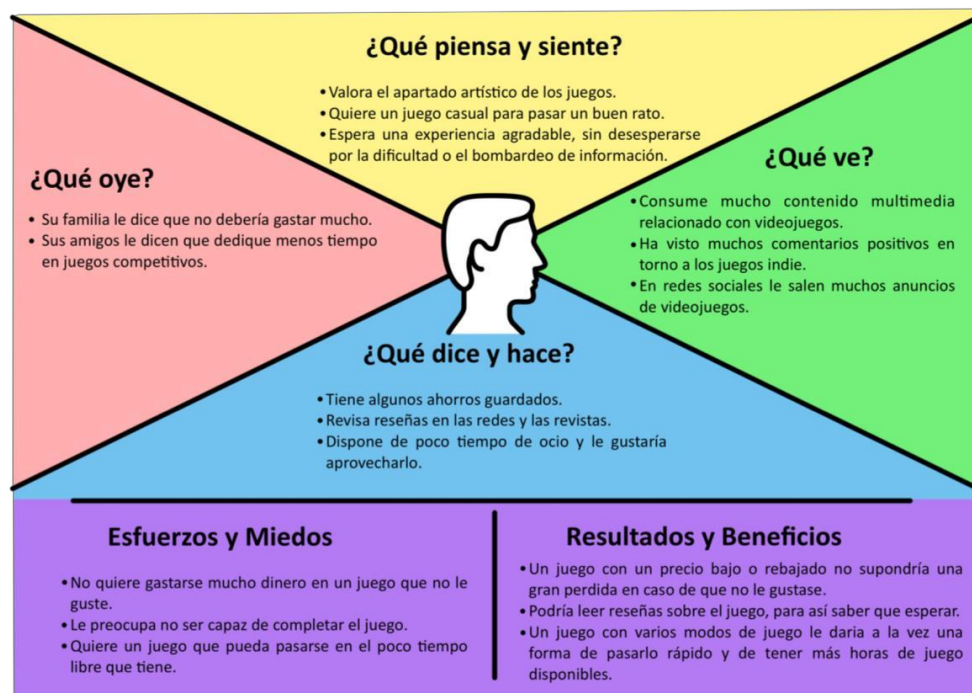 ¿Qué piensa y siente?
•Valora el apartado artístico de los juegos.
•Quiere un juego casual para pasar un buen rato.
•Espera una experiencia agradable, sin desesperarse
por la dificultad o el bombardeo de información.
¿Qué oye?
• Su familia le dice que no debería gastar mucho.
• Sus amigos le dicen que dedique menos tiempo
en juegos competitivos.
¿Qué ve?
•Consume mucho contenido multimedia
relacionado con videojuegos.
•Ha visto muchos comentarios positivos en
torno a los juegos indie.
•En redes sociales le salen muchos anuncios
de videojuegos.
¿Qué dice y hace?
•Tiene algunos ahorros guardados.
•Revisa reseñas en las redes y las revistas.
•Dispone de poco tiempo de ocio y le gustaría
aprovecharlo.
Esfuerzos y Miedos
•No quiere gastarse mucho dinero en un juego que no le
guste.
•Le preocupa no ser capaz de completar el juego.
•Quiere un juego que pueda pasarse en el poco tiempo
libre que tiene.
Resultados y Beneficios
•Un juego con un precio bajo o rebajado no supondría una
gran perdida en caso de que no le gustase.
•Podría leer reseñas sobre el juego, para así saber que esperar.
•Un juego con varios modos de juego le daria a la vez una
forma de pasarlo rápido y de tener más horas de juego
disponibles.